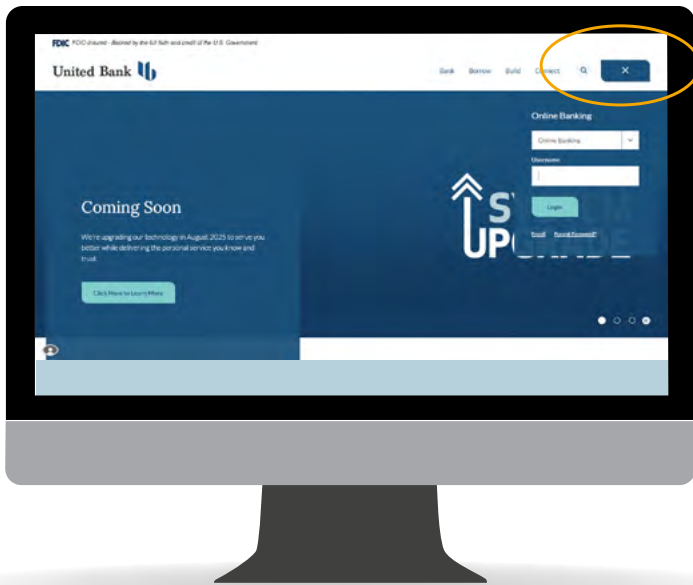 FDIC FDIC-Insured - Backed by the full faith and credit of the U.S. Government
United Bank
Bank Borrow Build Connect
Online Banking
Online Banking
Username
Login
Enroll Forgot Password?
Coming Soon
We're upgrading our technology in August 2025 to serve you
better while delivering the personal service you know and
trust.
Click Here to Learn More
UPGRADE